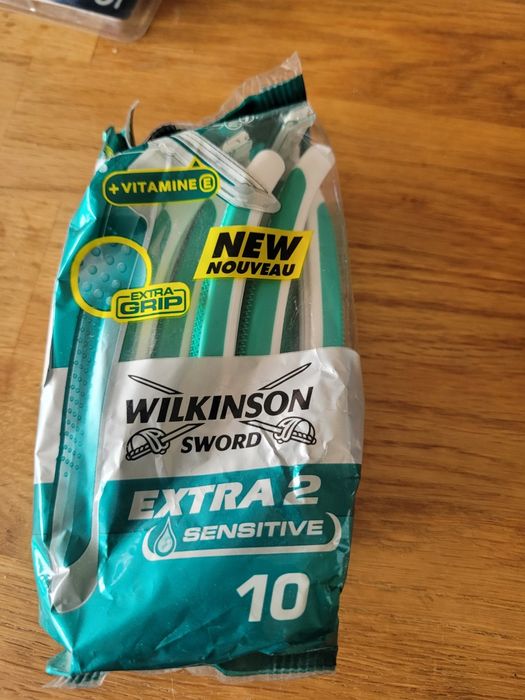 + VITAMINE E
NEW
NOUVEAU
EXTRA
GRIP
WILKINSON
SWORD
EXTRA 2
SENSITIVE
10